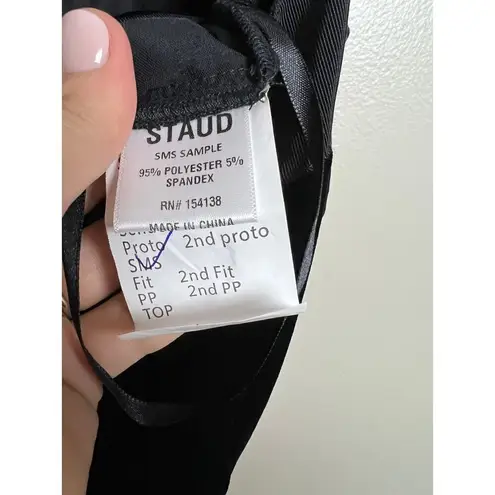 STAUD
SMS SAMPLE
95% POLYESTER 5%
SPANDEX
RN# 154138
MADE IN CHINA
Proto 2nd proto
SMS
Fit 2nd Fit
PP 2nd PP
TOP